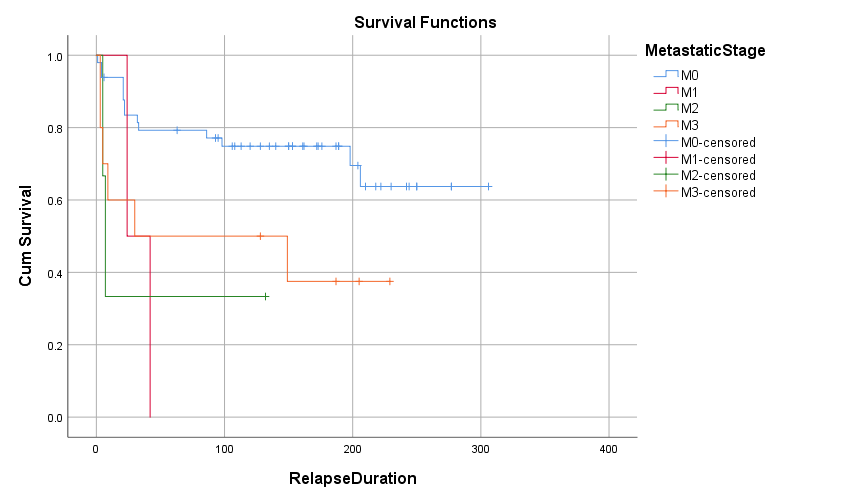 Survival Functions
MetastaticStage
M0
M1
M2
M3
M0-censored
M1-censored
M2-censored
M3-censored
Cum Survival
1.0
0.8
0.6
0.4
0.2
0.0
0
100
200
300
400
RelapseDuration